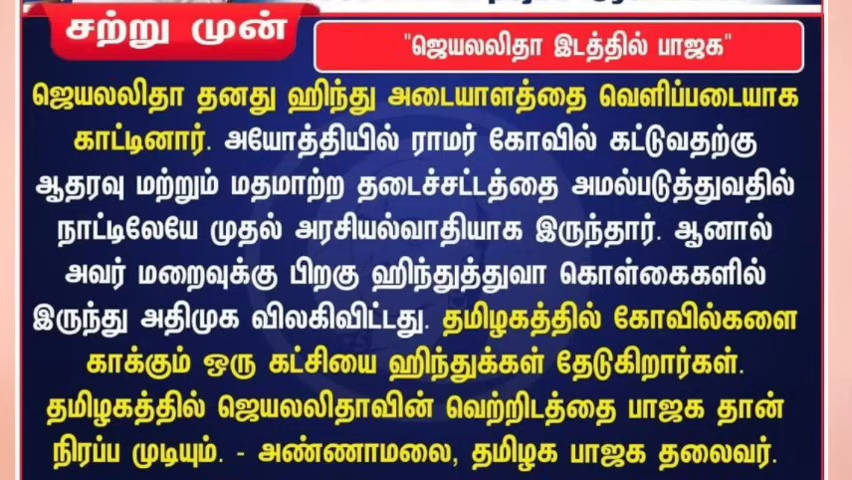 சற்று முன்
"ஜெயலலிதா இடத்தில் பாஜக"
ஜெயலலிதா தனது ஹிந்து அடையாளத்தை வெளிப்படையாக
காட்டினார். அயோத்தியில் ராமர் கோவில் கட்டுவதற்கு
ஆதரவு மற்றும் மதமாற்ற தடைச்சட்டத்தை அமல்படுத்துவதில்
நாட்டிலேயே முதல் அரசியல்வாதியாக இருந்தார். ஆனால்
அவர் மறைவுக்கு பிறகு ஹிந்துத்துவா கொள்கைகளில்
இருந்து அதிமுக விலகிவிட்டது. தமிழகத்தில் கோவில்களை
காக்கும் ஒரு கட்சியை ஹிந்துக்கள் தேடுகிறார்கள்.
தமிழகத்தில் ஜெயலலிதாவின் வெற்றிடத்தை பாஜக தான்
நிரப்ப முடியும். - அண்ணாமலை, தமிழக பாஜக தலைவர்.